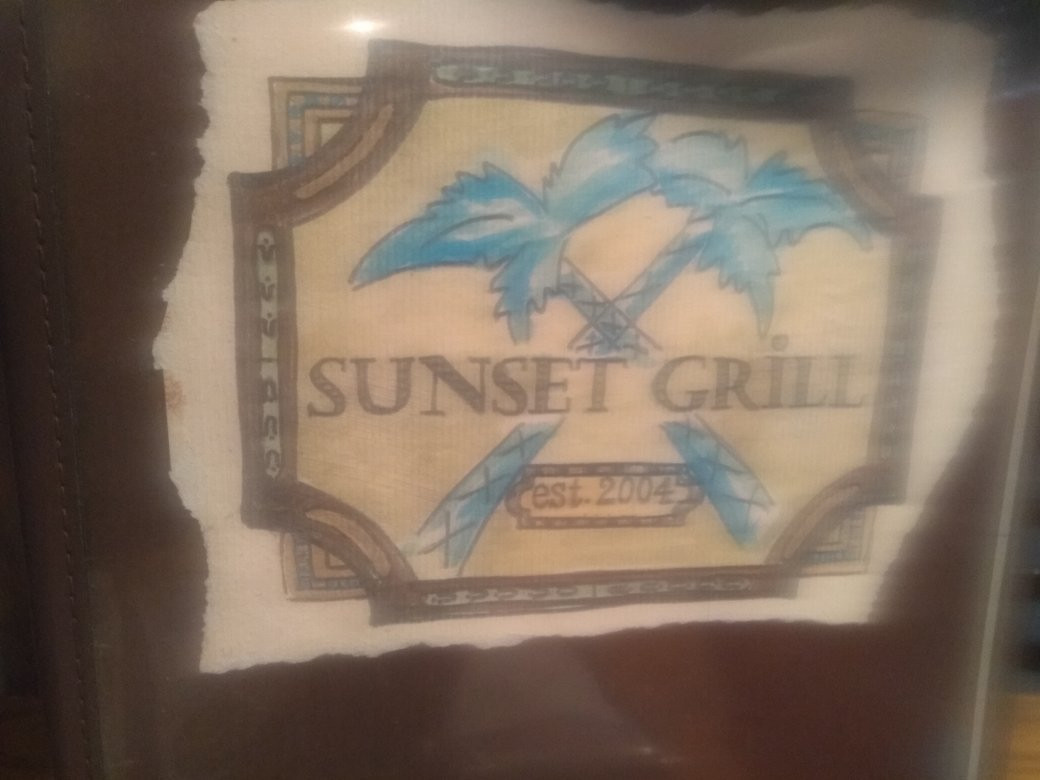 SUNSET GRiLL
est. 2004